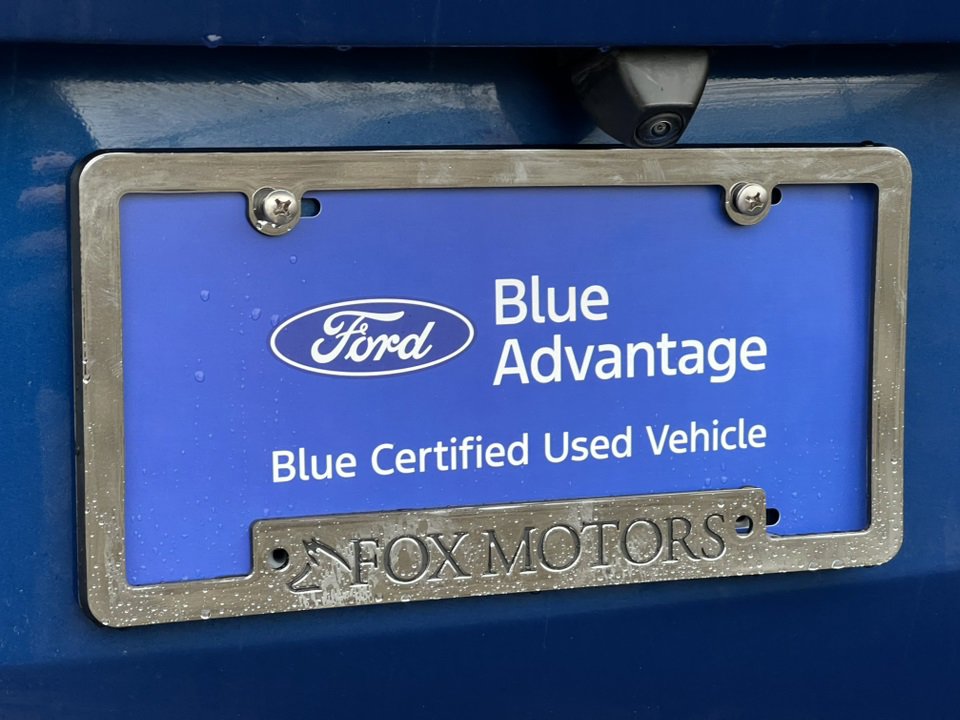 Ford
Blue
Advantage
Blue Certified Used Vehicle
FOX MOTORS